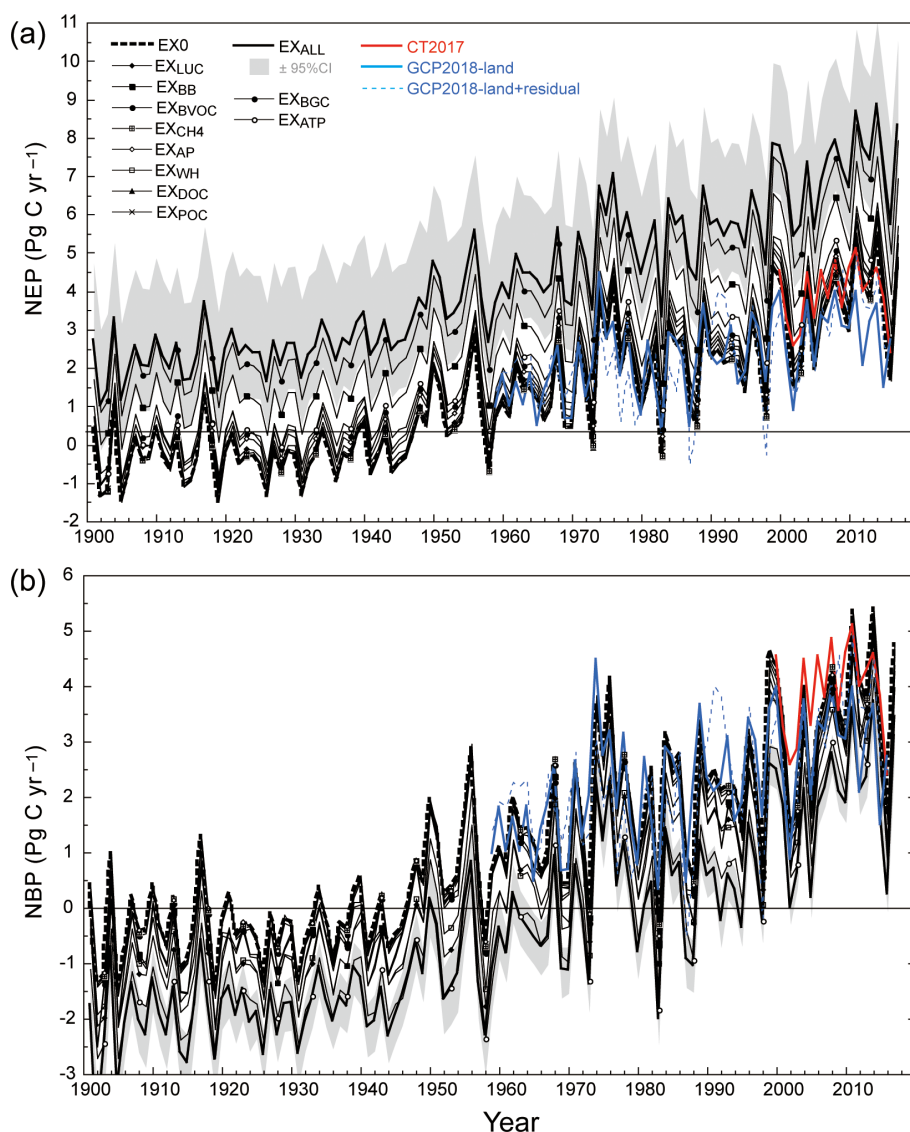 (a)
NEP (Pg C yr⁻¹)
11
10
9
8
7
6
5
4
3
2
1
0
-1
-2
EX0
EXLUC
EXBB
EXBVOC
EXCH4
EXAP
EXWH
EXDOC
EXPOC
EXALL
± 95%CI
EXBGC
EXATP
CT2017
GCP2018-land
GCP2018-land+residual
1900 1910 1920 1930 1940 1950 1960 1970 1980 1990 2000 2010
(b)
NBP (Pg C yr⁻¹)
6
5
4
3
2
1
0
-1
-2
-3
1900 1910 1920 1930 1940 1950 1960 1970 1980 1990 2000 2010
Year